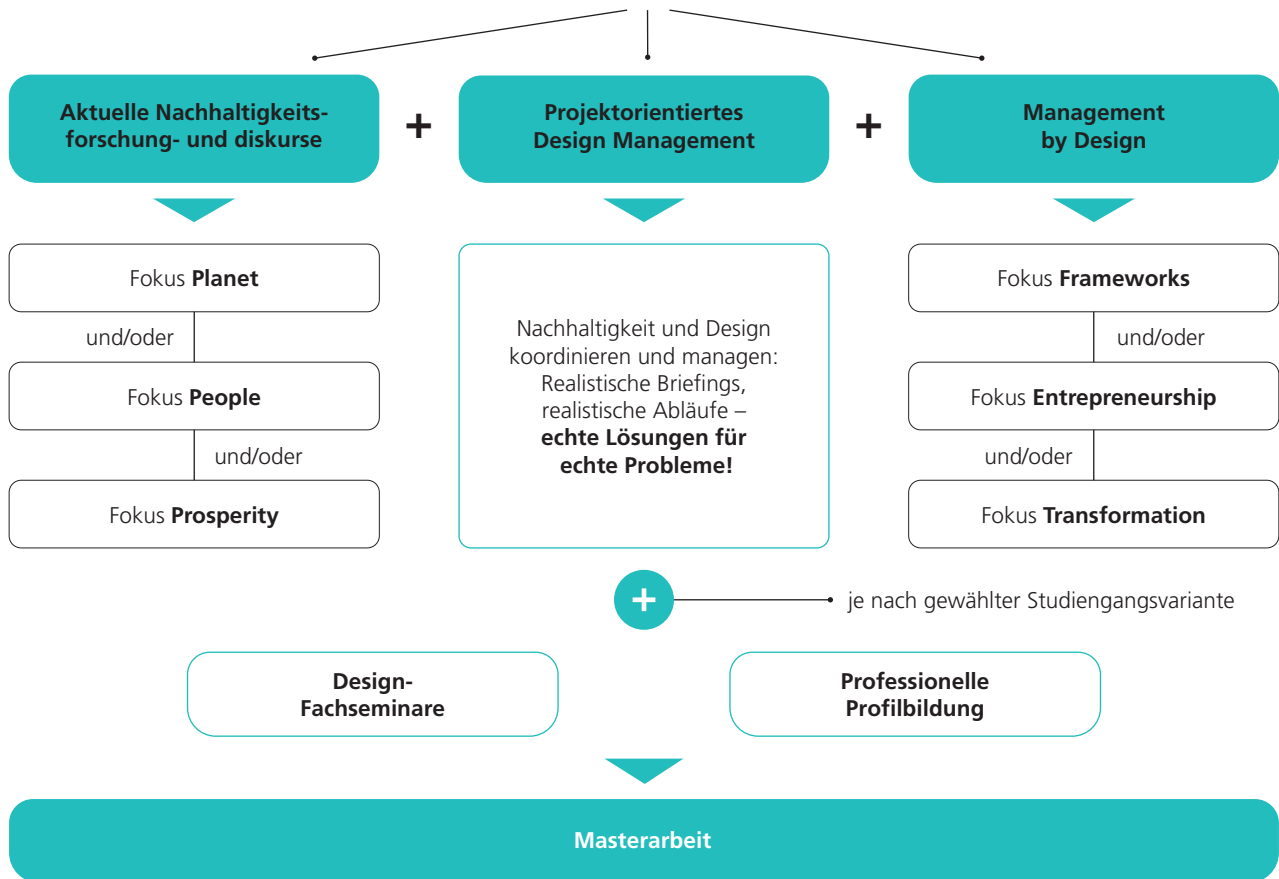 Aktuelle Nachhaltigkeits-
forschung- und diskurse
+
Projektorientiertes
Design Management
+
Management
by Design
Fokus Planet
und/oder
Fokus People
und/oder
Fokus Prosperity
Nachhaltigkeit und Design
koordinieren und managen:
Realistische Briefings,
realistische Abläufe –
echte Lösungen für
echte Probleme!
Fokus Frameworks
und/oder
Fokus Entrepreneurship
und/oder
Fokus Transformation
+
je nach gewählter Studiengangsvariante
Design-
Fachseminare
Professionelle
Profilbildung
Masterarbeit